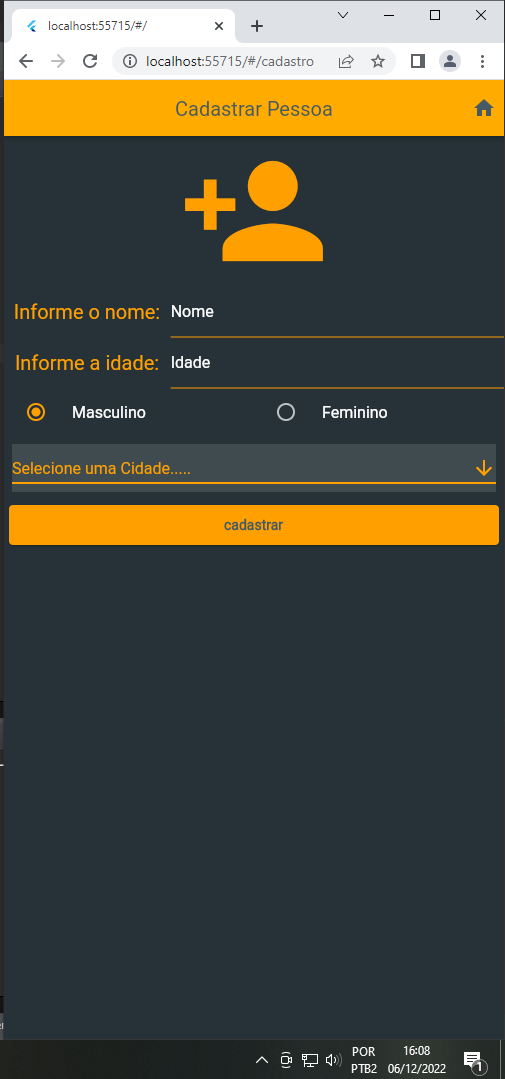 localhost:55715/#/
localhost:55715/#/cadastro
Cadastrar Pessoa
Informe o nome: Nome
Informe a idade: Idade
Masculino Feminino
Selecione uma Cidade.....
cadastrar
POR 16:08
PTB2 06/12/2022 1